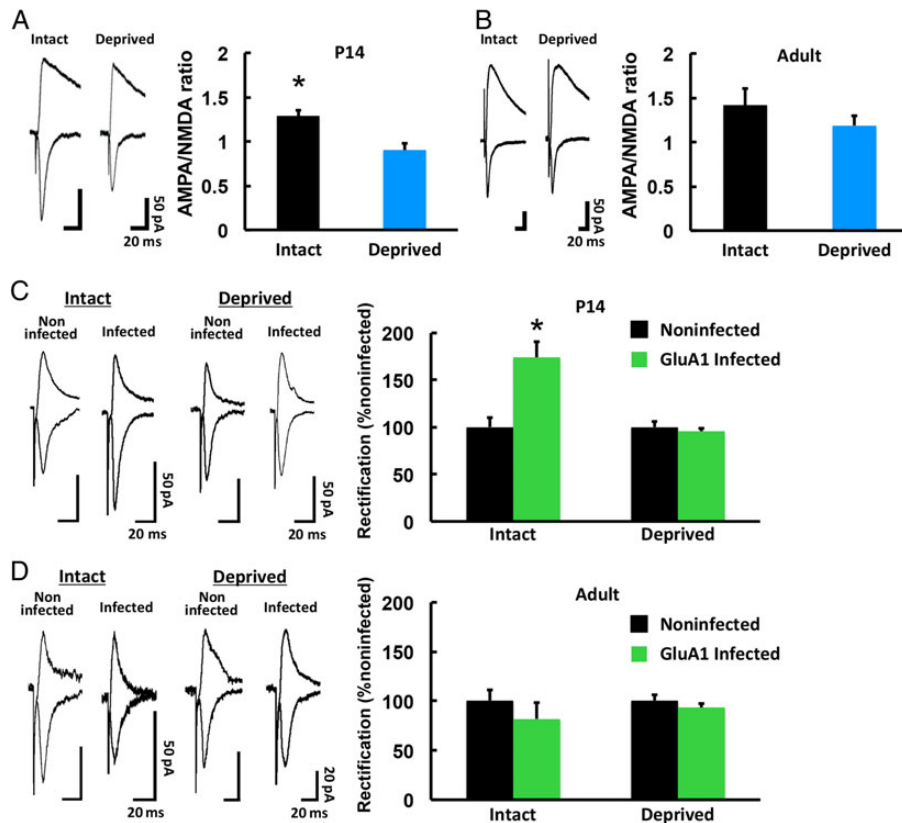 A
Intact Deprived
50 pA
20 ms
AMPA/NMDA ratio
P14
2
1.5
1
0.5
0
*
Intact Deprived
B
Intact Deprived
50 pA
20 ms
AMPA/NMDA ratio
Adult
2
1.5
1
0.5
0
Intact Deprived
C
Intact Deprived
Non infected
Infected
Non infected
Infected
50 pA
20 ms
50 pA
20 ms
Rectification (%noninfected)
P14
200
150
100
50
0
*
Noninfected
GluA1 Infected
Intact Deprived
D
Intact Deprived
Non infected
Infected
Non infected
Infected
50 pA
20 ms
20 pA
20 ms
Rectification (%noninfected)
Adult
200
150
100
50
0
Noninfected
GluA1 Infected
Intact Deprived